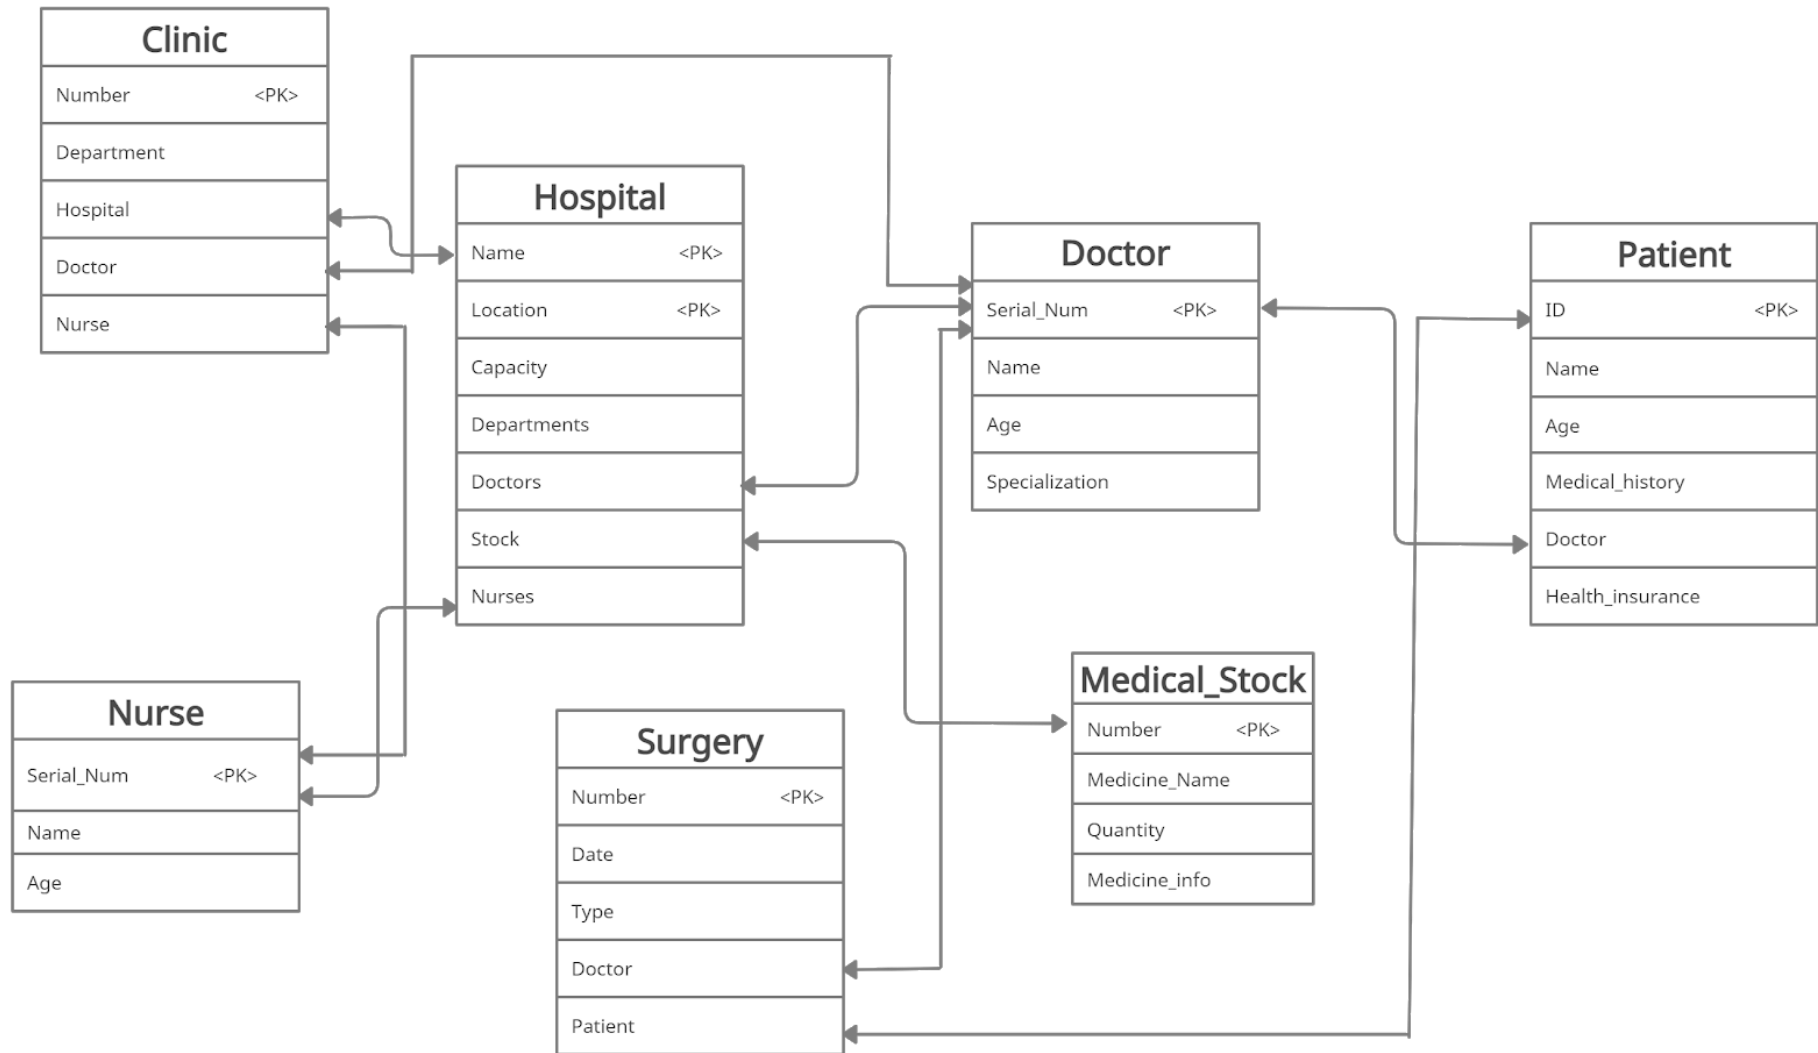 Clinic
Number <PK>
Department
Hospital
Doctor
Nurse
Hospital
Name <PK>
Location <PK>
Capacity
Departments
Doctors
Stock
Nurses
Doctor
Serial_Num <PK>
Name
Age
Specialization
Patient
ID <PK>
Name
Age
Medical_history
Doctor
Health_insurance
Nurse
Serial_Num <PK>
Name
Age
Surgery
Number <PK>
Date
Type
Doctor
Patient
Medical_Stock
Number <PK>
Medicine_Name
Quantity
Medicine_info